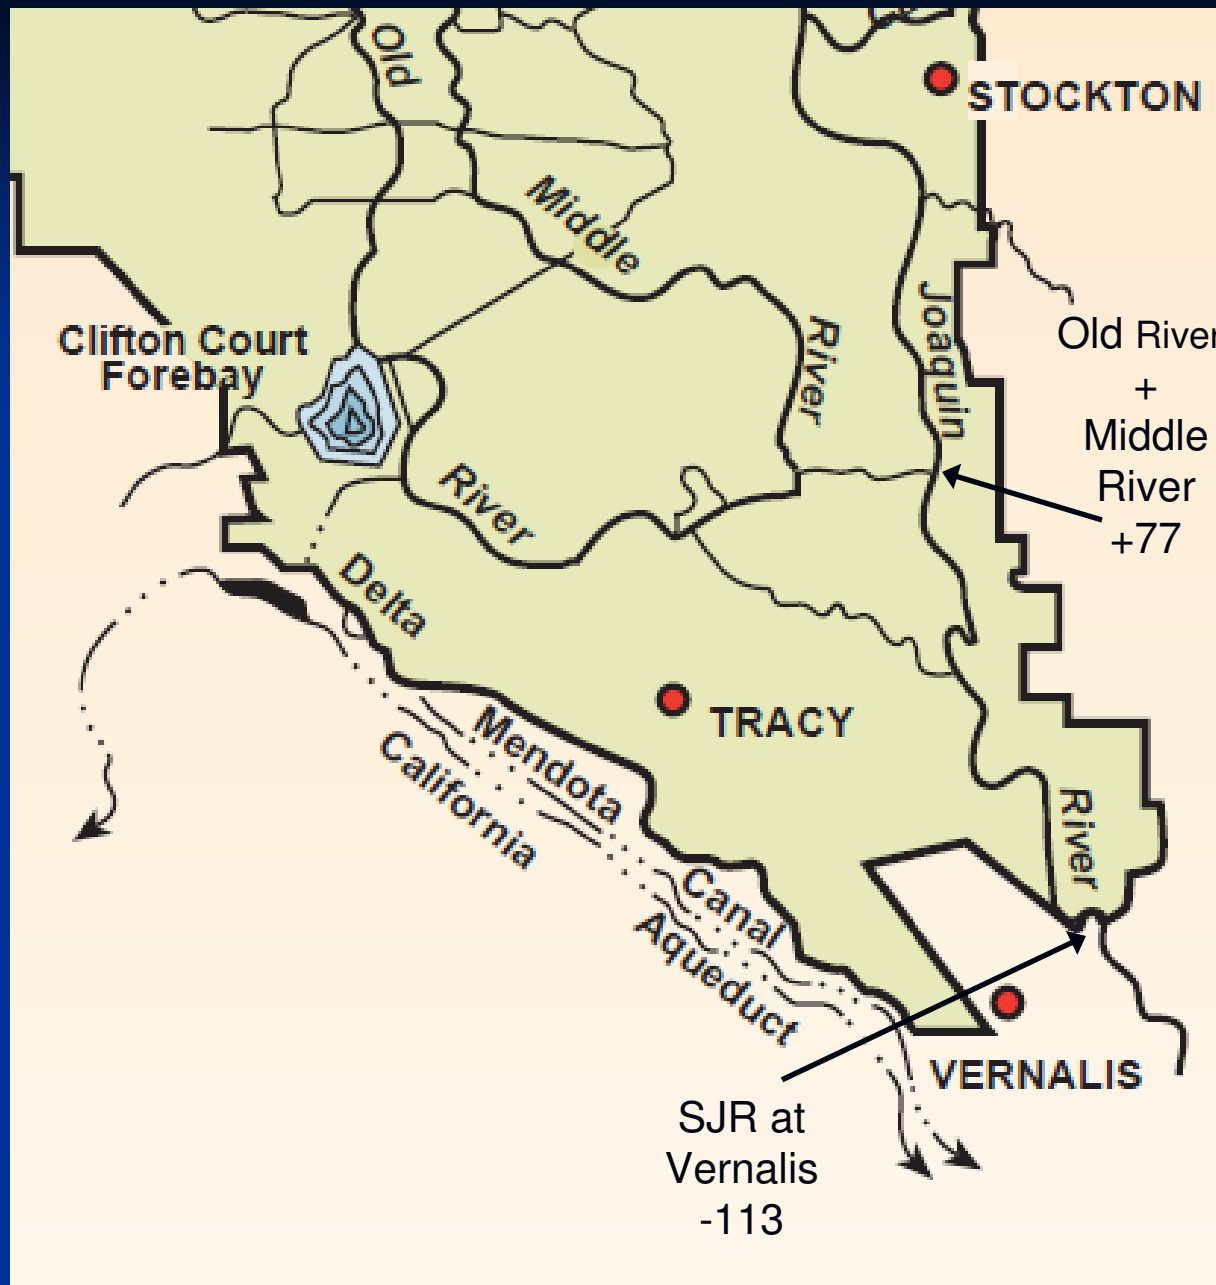 Old
STOCKTON
Middle
River
Joaquin
Clifton Court
Forebay
Old River
+
Middle
River
+77
River
Delta
TRACY
Mendota
California
River
Canal
Aqueduct
VERNALIS
SJR at
Vernalis
-113